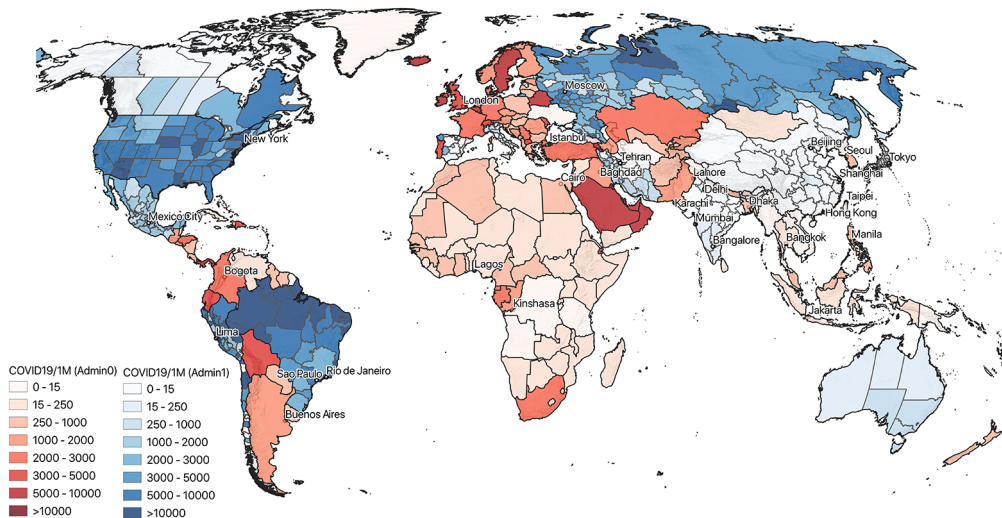 London
Moscow
New York
Istanbul
Tehran
Beijing
Seoul
Tokyo
Baghdad
Cairo
Lahore
Shanghai
Delhi
Karachi
Dhaka
Taipei
Mumbai
Hong Kong
Mexico City
Bangalore
Bangkok
Manila
Lagos
Bogota
Kinshasa
Jakarta
Lima
Sao Paulo
Rio de Janeiro
Buenos Aires
COVID19/1M (Admin0)
0 - 15
15 - 250
250 - 1000
1000 - 2000
2000 - 3000
3000 - 5000
5000 - 10000
>10000
COVID19/1M (Admin1)
0 - 15
15 - 250
250 - 1000
1000 - 2000
2000 - 3000
3000 - 5000
5000 - 10000
>10000